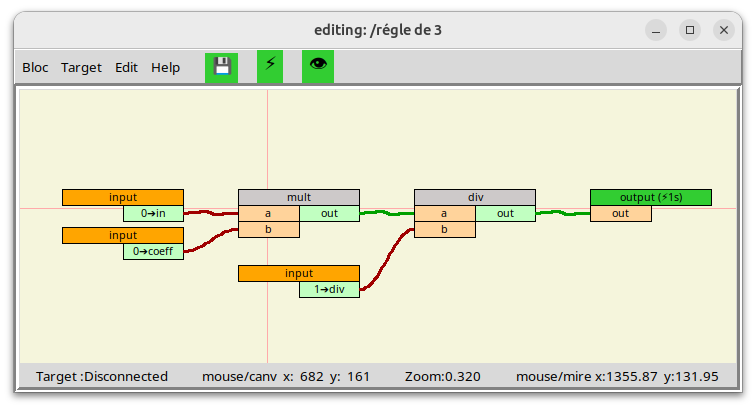 editing: /régle de 3
Bloc Target Edit Help
input mult div output (⚡1s)
0➔in a out a out out
input b b
0➔coeff
input
1➔div
Target :Disconnected mouse/canv x: 682 y: 161 Zoom:0.320 mouse/mire x:1355.87 y:131.95